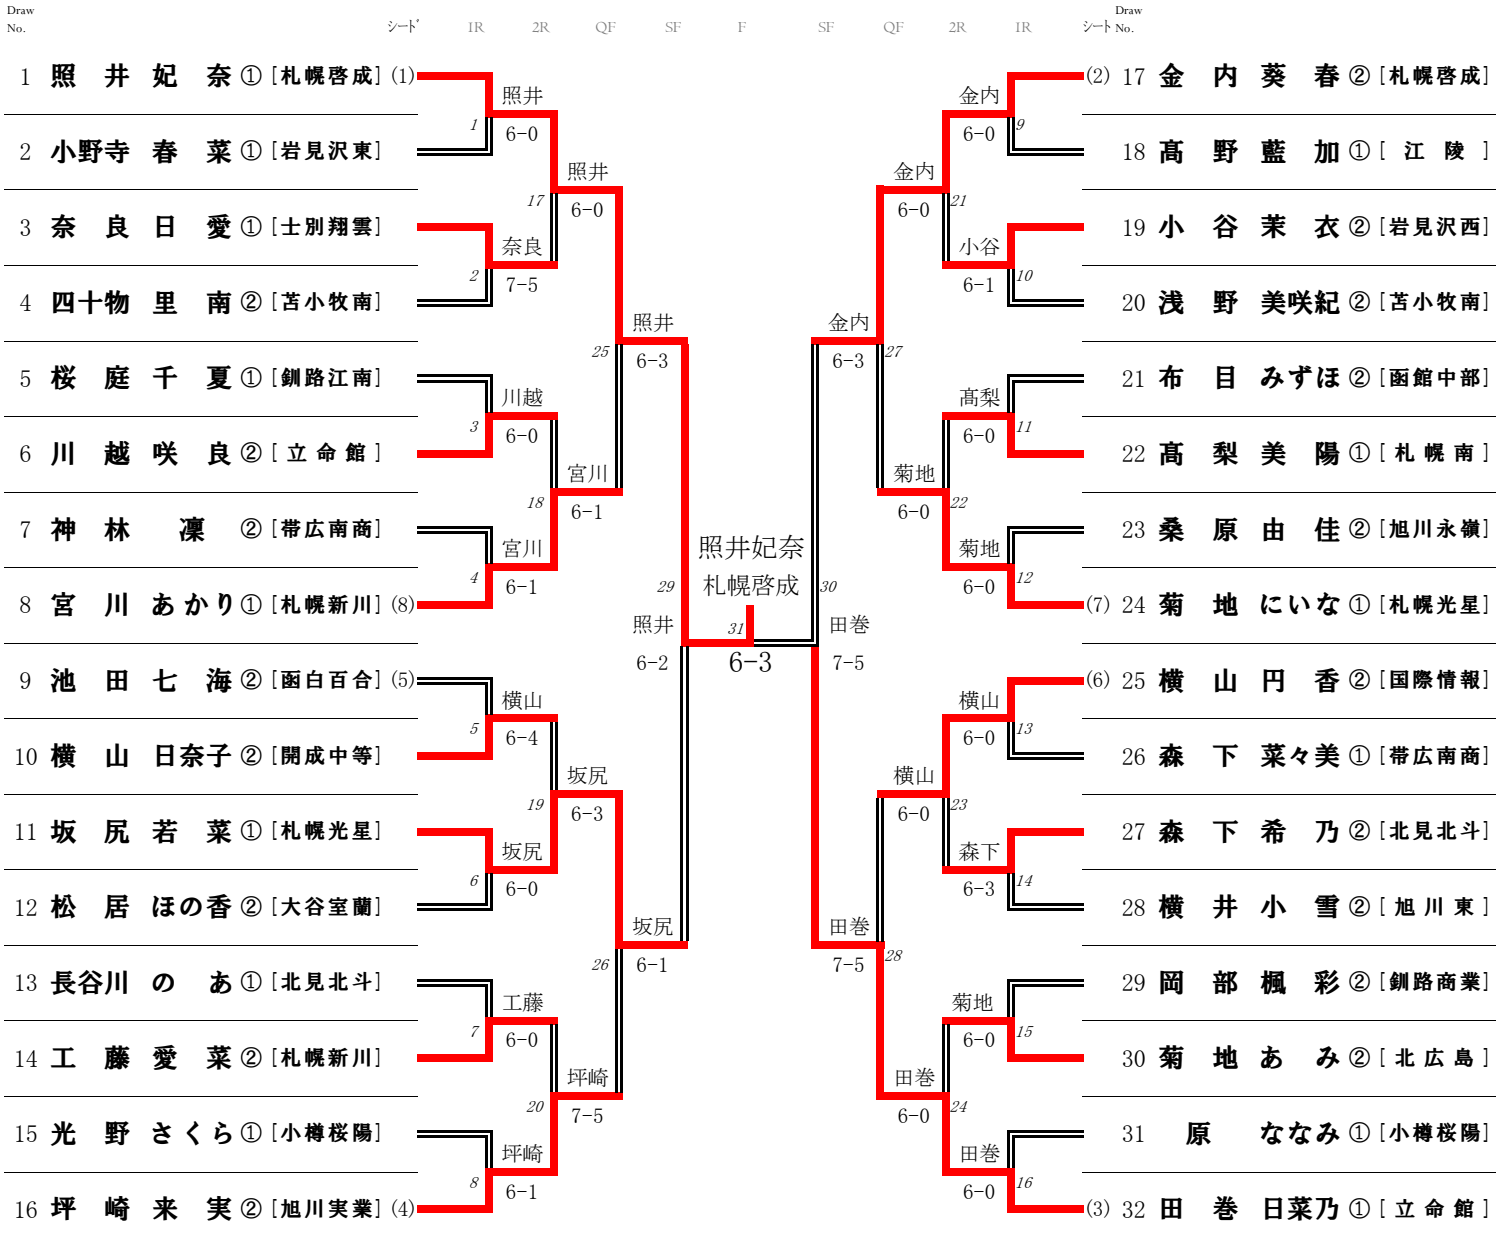 Draw
No.
シード 1R 2R QF SF F SF QF 2R 1R シート
Draw
No.
1 照井妃奈 ① [札幌啓成] (1)
2 小野寺春菜 ① [岩見沢東]
3 奈良日愛 ① [士別翔雲]
4 四十物里南 ② [苫小牧南]
5 桜庭千夏 ① [釧路江南]
6 川越咲良 ② [立命館]
7 神林凜 ② [帯広南商]
8 宮川あかり ① [札幌新川] (8)
9 池田七海 ② [函白百合] (5)
10 横山日奈子 ② [開成中等]
11 坂尻若菜 ① [札幌光星]
12 松居ほの香 ② [大谷室蘭]
13 長谷川のあ ① [北見北斗]
14 工藤愛菜 ② [札幌新川]
15 光野さくら ① [小樽桜陽]
16 坪崎来実 ② [旭川実業] (4)
1 照井
6-0
2 奈良
7-5
3 川越
6-0
4 宮川
6-1
5 横山
6-4
6 坂尻
6-0
7 工藤
6-0
8 坪崎
6-1
17 照井
6-0
18 宮川
6-1
19 坂尻
6-3
20 坪崎
7-5
25 照井
6-3
26 坂尻
6-1
29 照井
6-2
照井妃奈
札幌啓成
31
6-3
30 田巻
7-5
金内 27
6-3
田巻 28
7-5
金内 21
6-0
菊地 22
6-0
横山 23
6-0
田巻 24
6-0
金内 9
6-0
小谷 10
6-1
髙梨 11
6-0
菊地 12
6-0
横山 13
6-0
森下 14
6-3
菊地 15
6-0
田巻 16
6-0
(2) 17 金内葵春 ② [札幌啓成]
18 髙野藍加 ① [江陵]
19 小谷茉衣 ② [岩見沢西]
20 浅野美咲紀 ② [苫小牧南]
21 布目みずほ ② [函館中部]
22 髙梨美陽 ① [札幌南]
23 桑原由佳 ② [旭川永嶺]
(7) 24 菊地にいな ① [札幌光星]
(6) 25 横山円香 ② [国際情報]
26 森下菜々美 ① [帯広南商]
27 森下希乃 ② [北見北斗]
28 横井小雪 ② [旭川東]
29 岡部楓彩 ② [釧路商業]
30 菊地あみ ② [北広島]
31 原ななみ ① [小樽桜陽]
(3) 32 田巻日菜乃 ① [立命館]